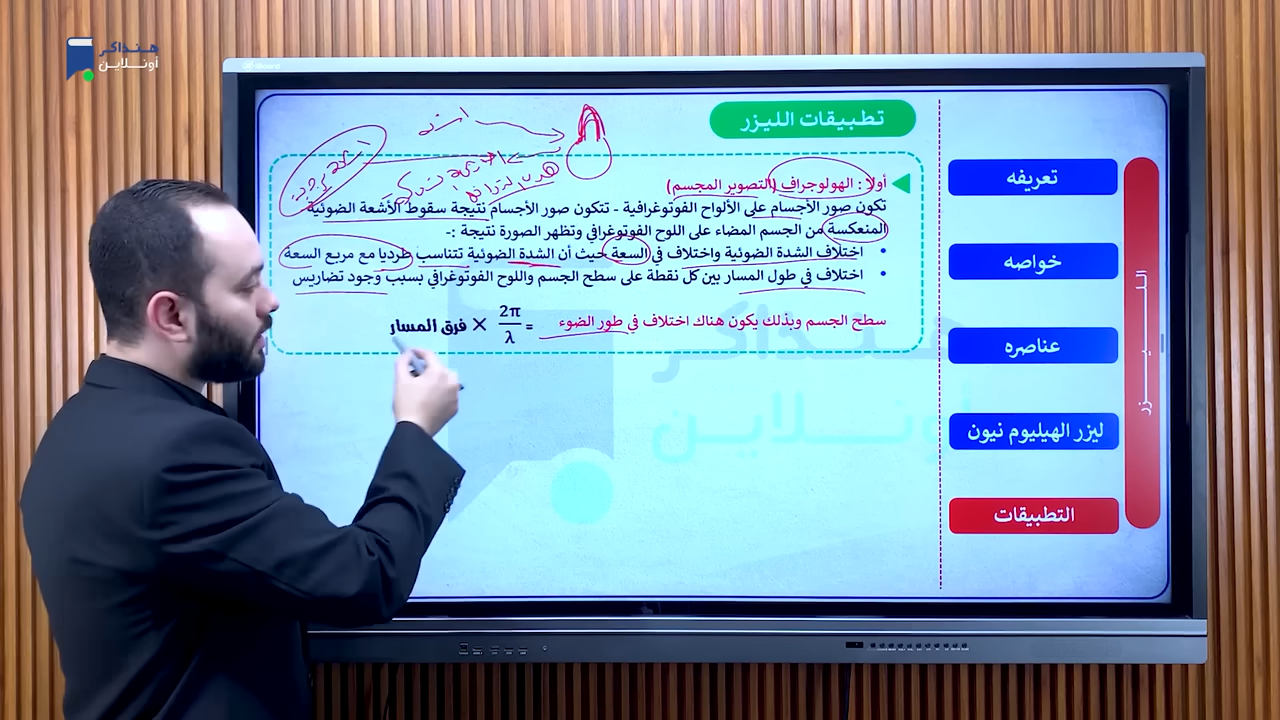 هنذاكر
أونلاين
iBoard
تطبيقات الليزر
أولا : الهولوجراف (التصوير المجسم)
تكون صور الأجسام على الألواح الفوتوغرافية - تتكون صور الأجسام نتيجة سقوط الأشعة الضوئية
المنعكسة من الجسم المضاء على اللوح الفوتوغرافي وتظهر الصورة نتيجة :-
• اختلاف الشدة الضوئية واختلاف في السعة حيث أن الشدة الضوئية تتناسب طرديا مع مربع السعة
• اختلاف في طول المسار بين كل نقطة على سطح الجسم واللوح الفوتوغرافي بسبب وجود تضاريس
سطح الجسم وبذلك يكون هناك اختلاف في طور الضوء = 2π/λ × فرق المسار
هنذاكر
أونلاين
الليزر
تعريفه
خواصه
عناصره
ليزر الهيليوم نيون
التطبيقات